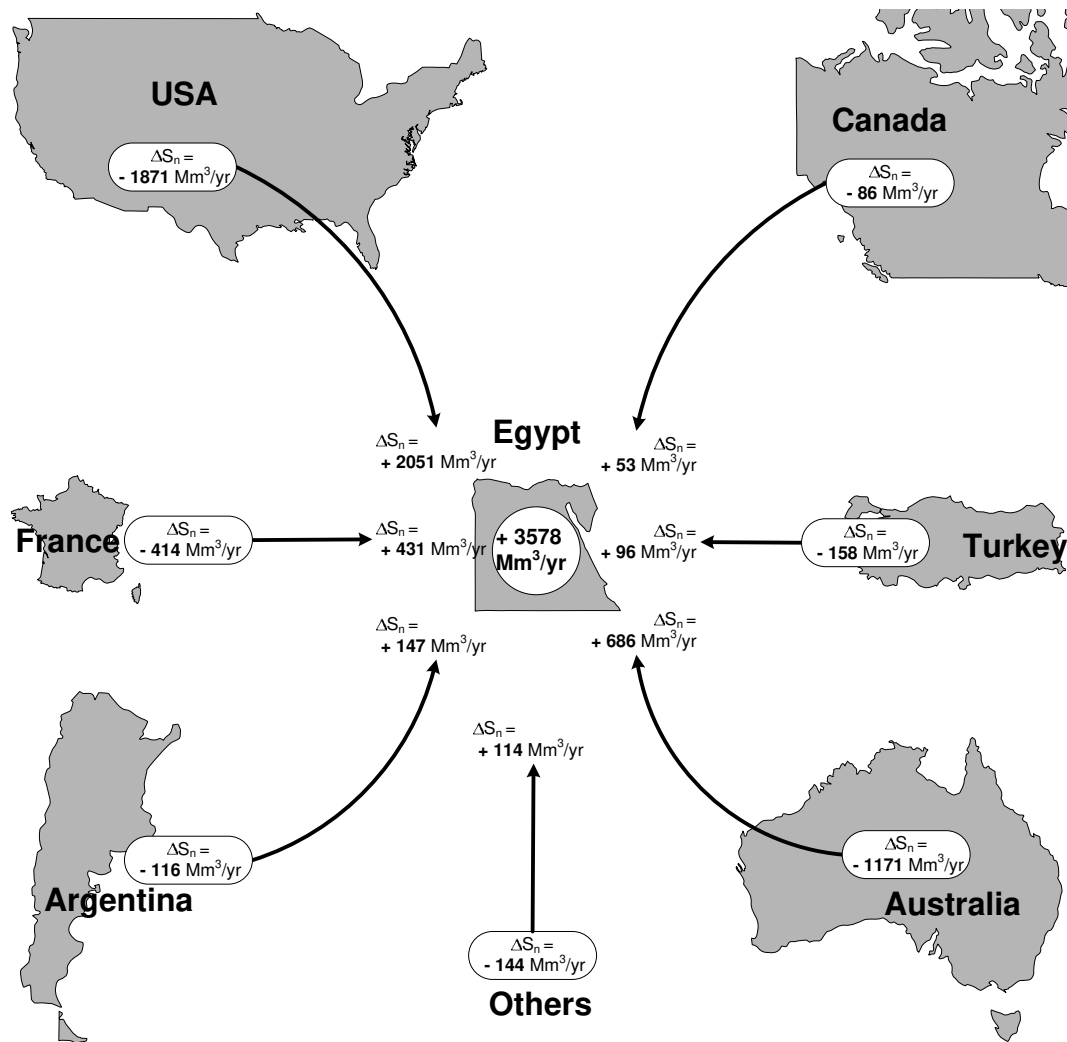 USA
ΔSₙ =
- 1871 Mm³/yr
Canada
ΔSₙ =
- 86 Mm³/yr
Egypt
ΔSₙ =
+ 2051 Mm³/yr
ΔSₙ =
+ 53 Mm³/yr
France
ΔSₙ =
- 414 Mm³/yr
ΔSₙ =
+ 431 Mm³/yr
+ 3578
Mm³/yr
ΔSₙ =
+ 96 Mm³/yr
ΔSₙ =
- 158 Mm³/yr
Turkey
ΔSₙ =
+ 147 Mm³/yr
ΔSₙ =
+ 686 Mm³/yr
ΔSₙ =
+ 114 Mm³/yr
ΔSₙ =
- 116 Mm³/yr
Argentina
ΔSₙ =
- 1171 Mm³/yr
Australia
ΔSₙ =
- 144 Mm³/yr
Others